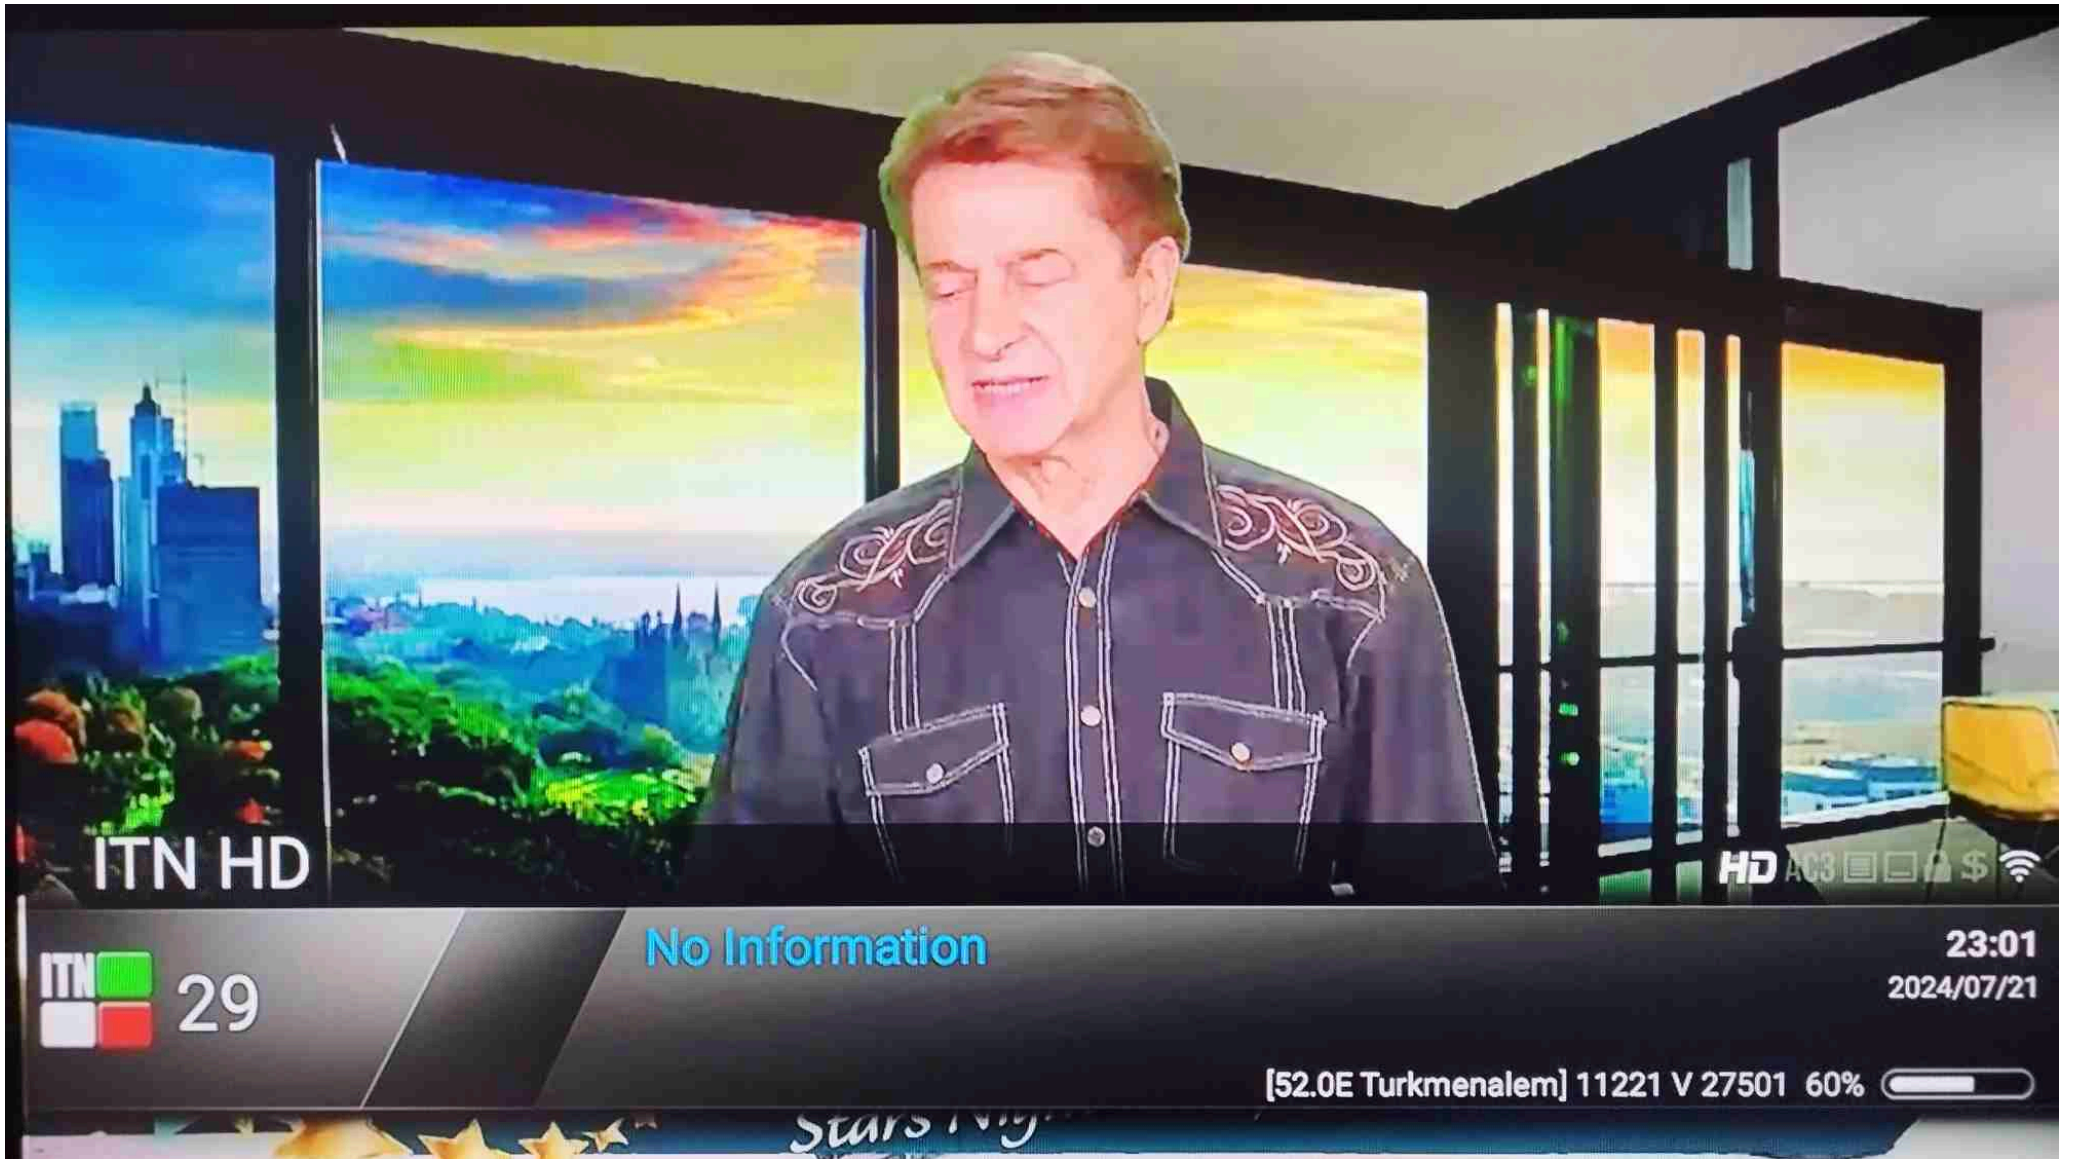 ITN HD
HD AC3 $
ITN
29
No Information
23:01
2024/07/21
[52.0E Turkmenalem] 11221 V 27501 60%
Stars